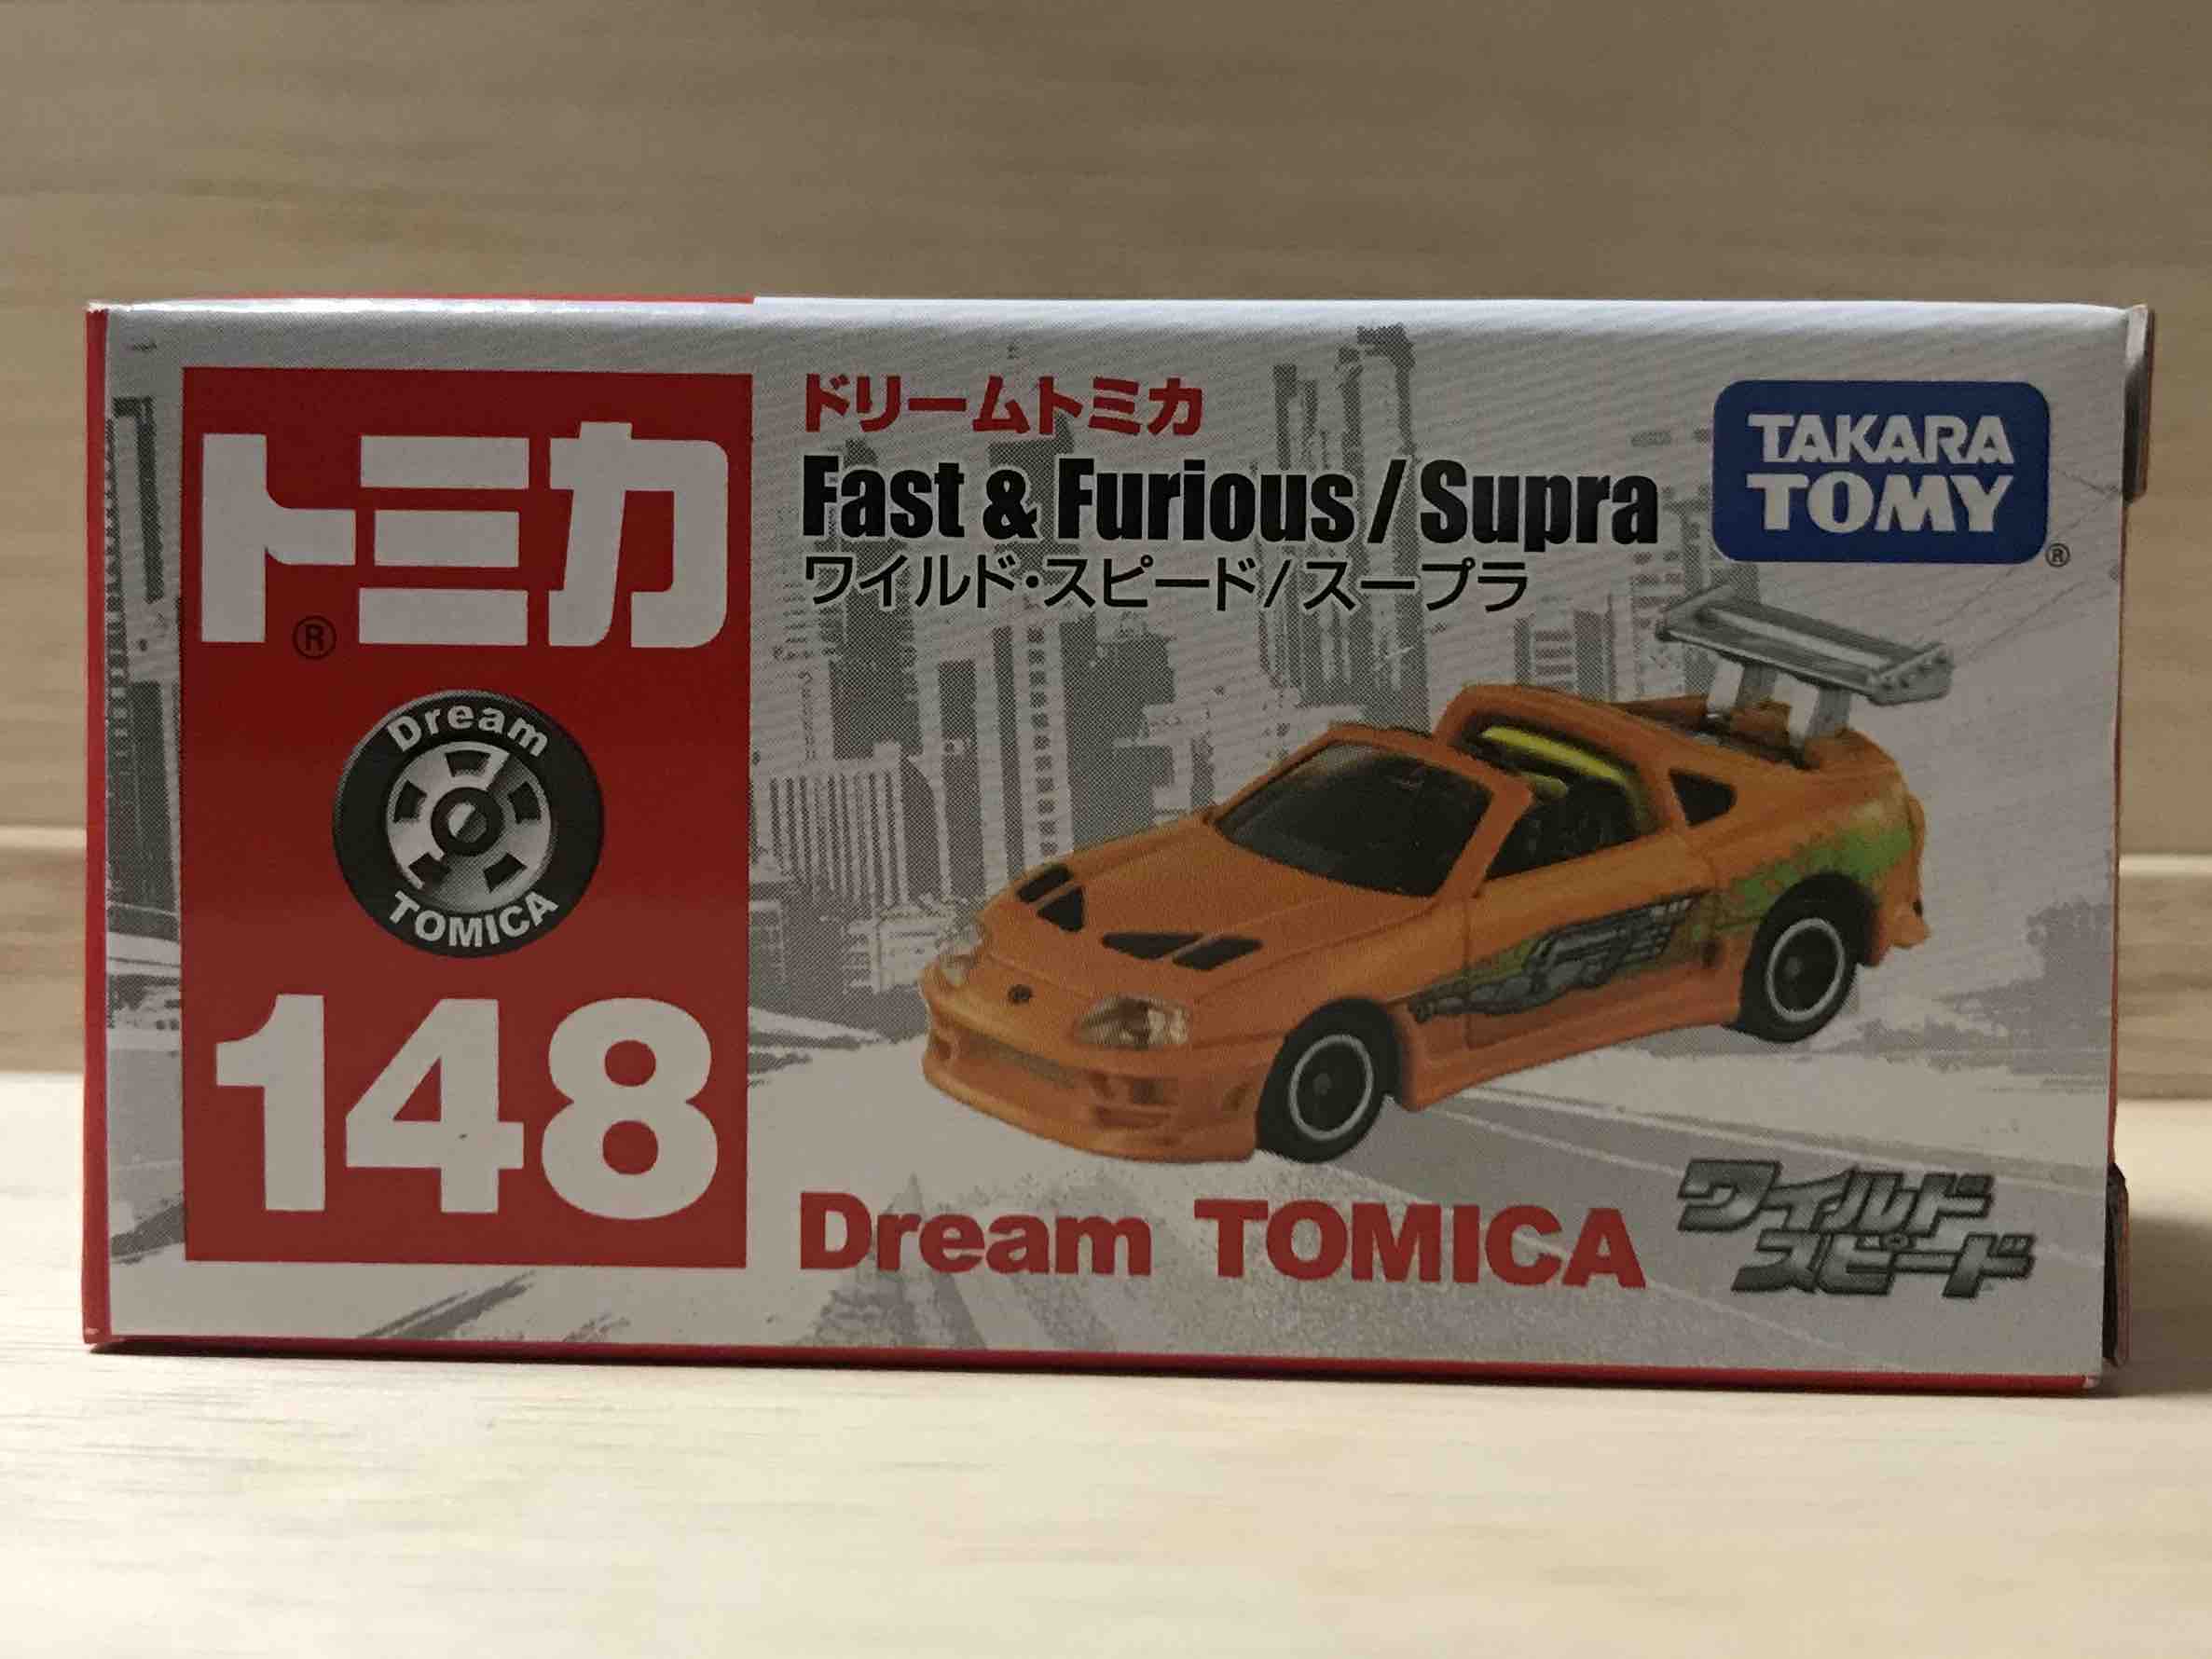 トミカ
®
Dream
TOMICA
148
ドリームトミカ
Fast & Furious / Supra
ワイルド・スピード/スープラ
TAKARA
TOMY
®
Dream TOMICA
ワイルド
スピード